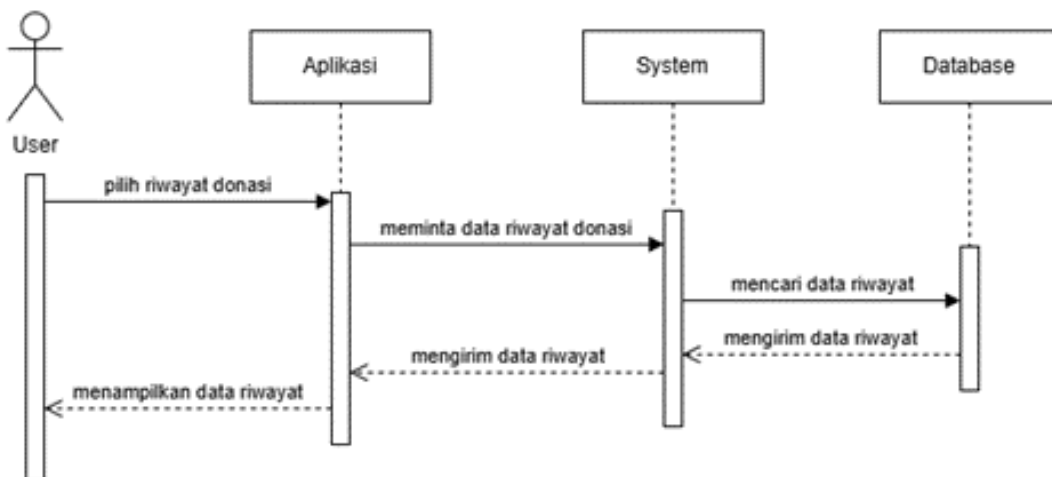 Aplikasi
System
Database
User
pilih riwayat donasi
meminta data riwayat donasi
mencari data riwayat
mengirim data riwayat
mengirim data riwayat
menampilkan data riwayat